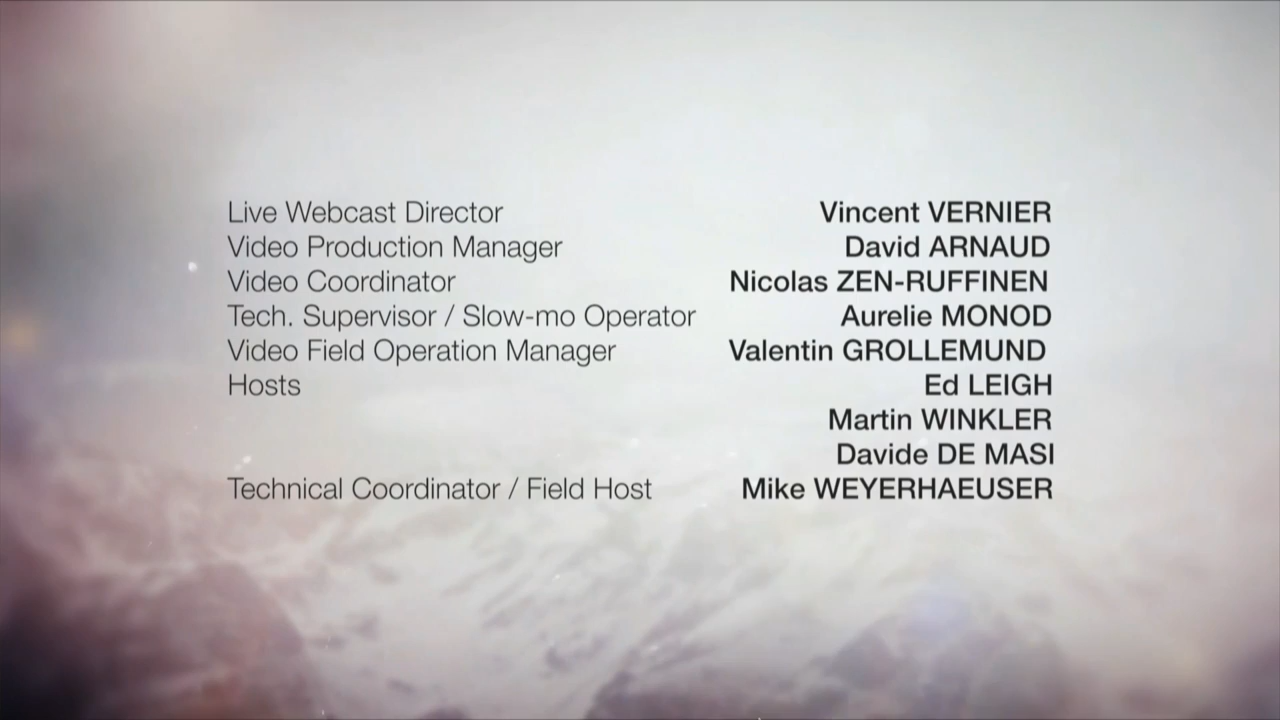 Live Webcast Director Vincent VERNIER
Video Production Manager David ARNAUD
Video Coordinator Nicolas ZEN-RUFFINEN
Tech. Supervisor / Slow-mo Operator Aurelie MONOD
Video Field Operation Manager Valentin GROLLEMUND
Hosts Ed LEIGH
Martin WINKLER
Davide DE MASI
Technical Coordinator / Field Host Mike WEYERHAEUSER